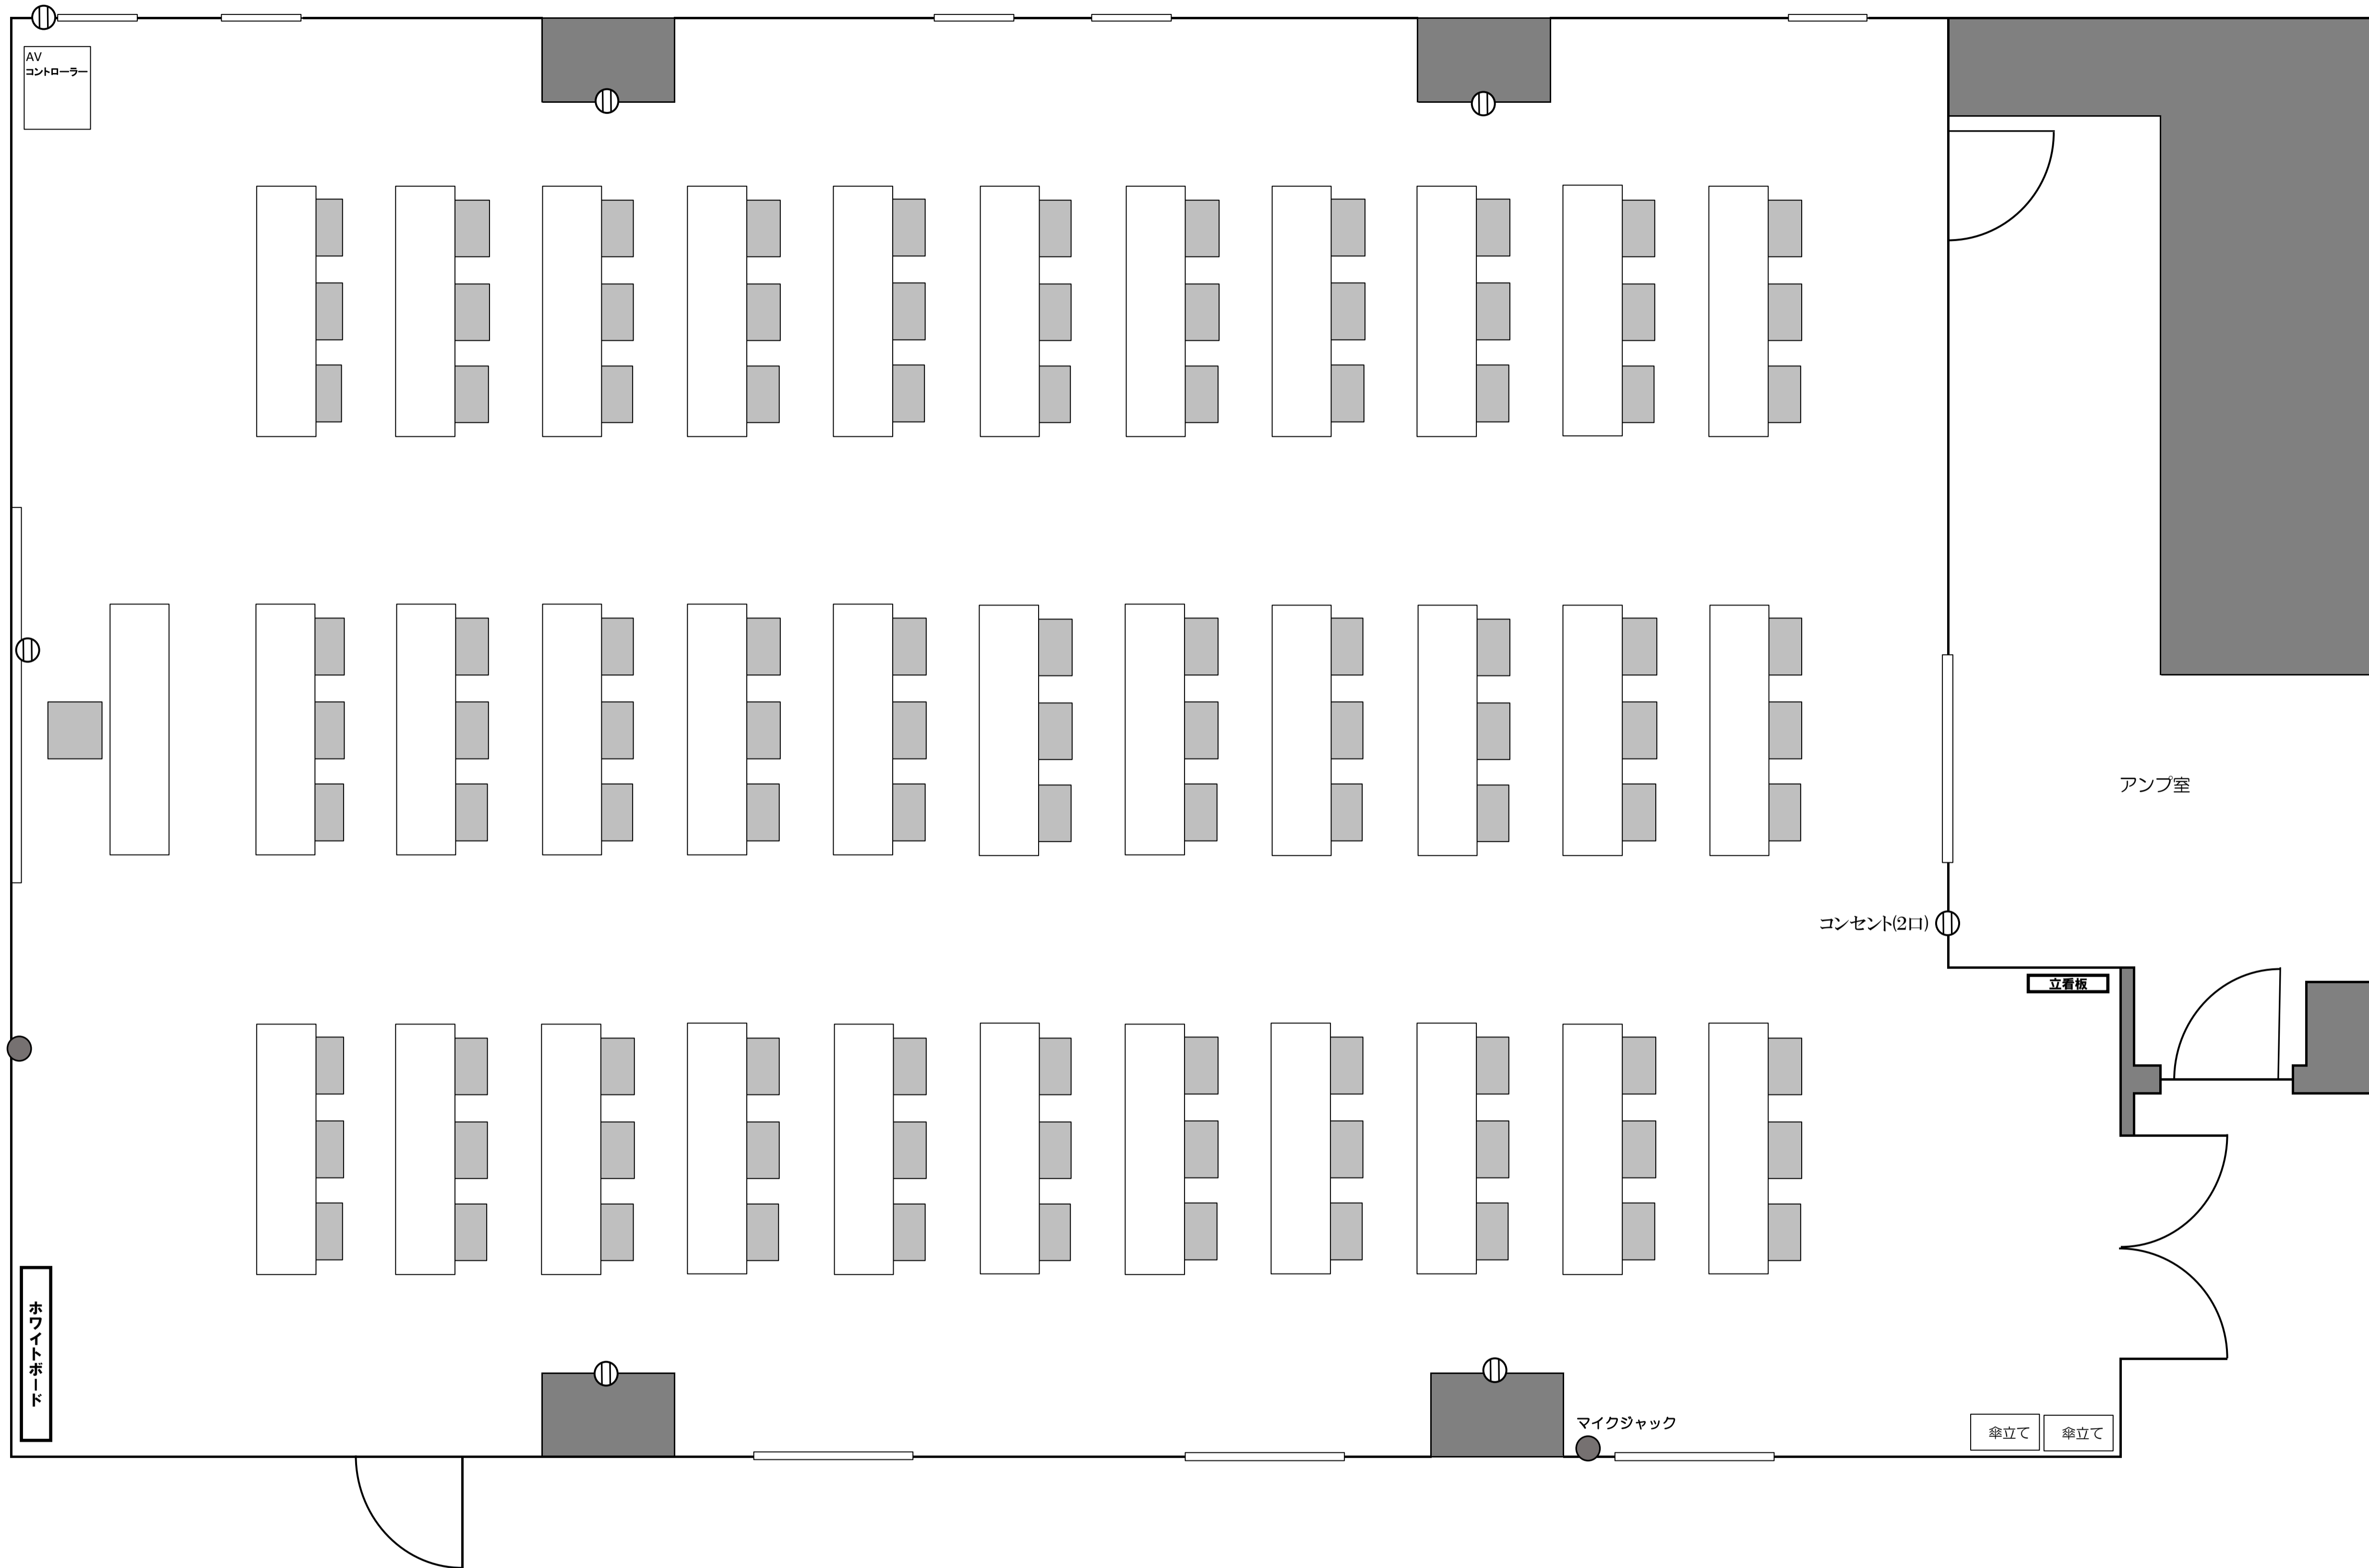 AV
コントローラー
アンプ室
コンセント(2口)
立看板
ホワイトボード
マイクジャック
傘立て
傘立て